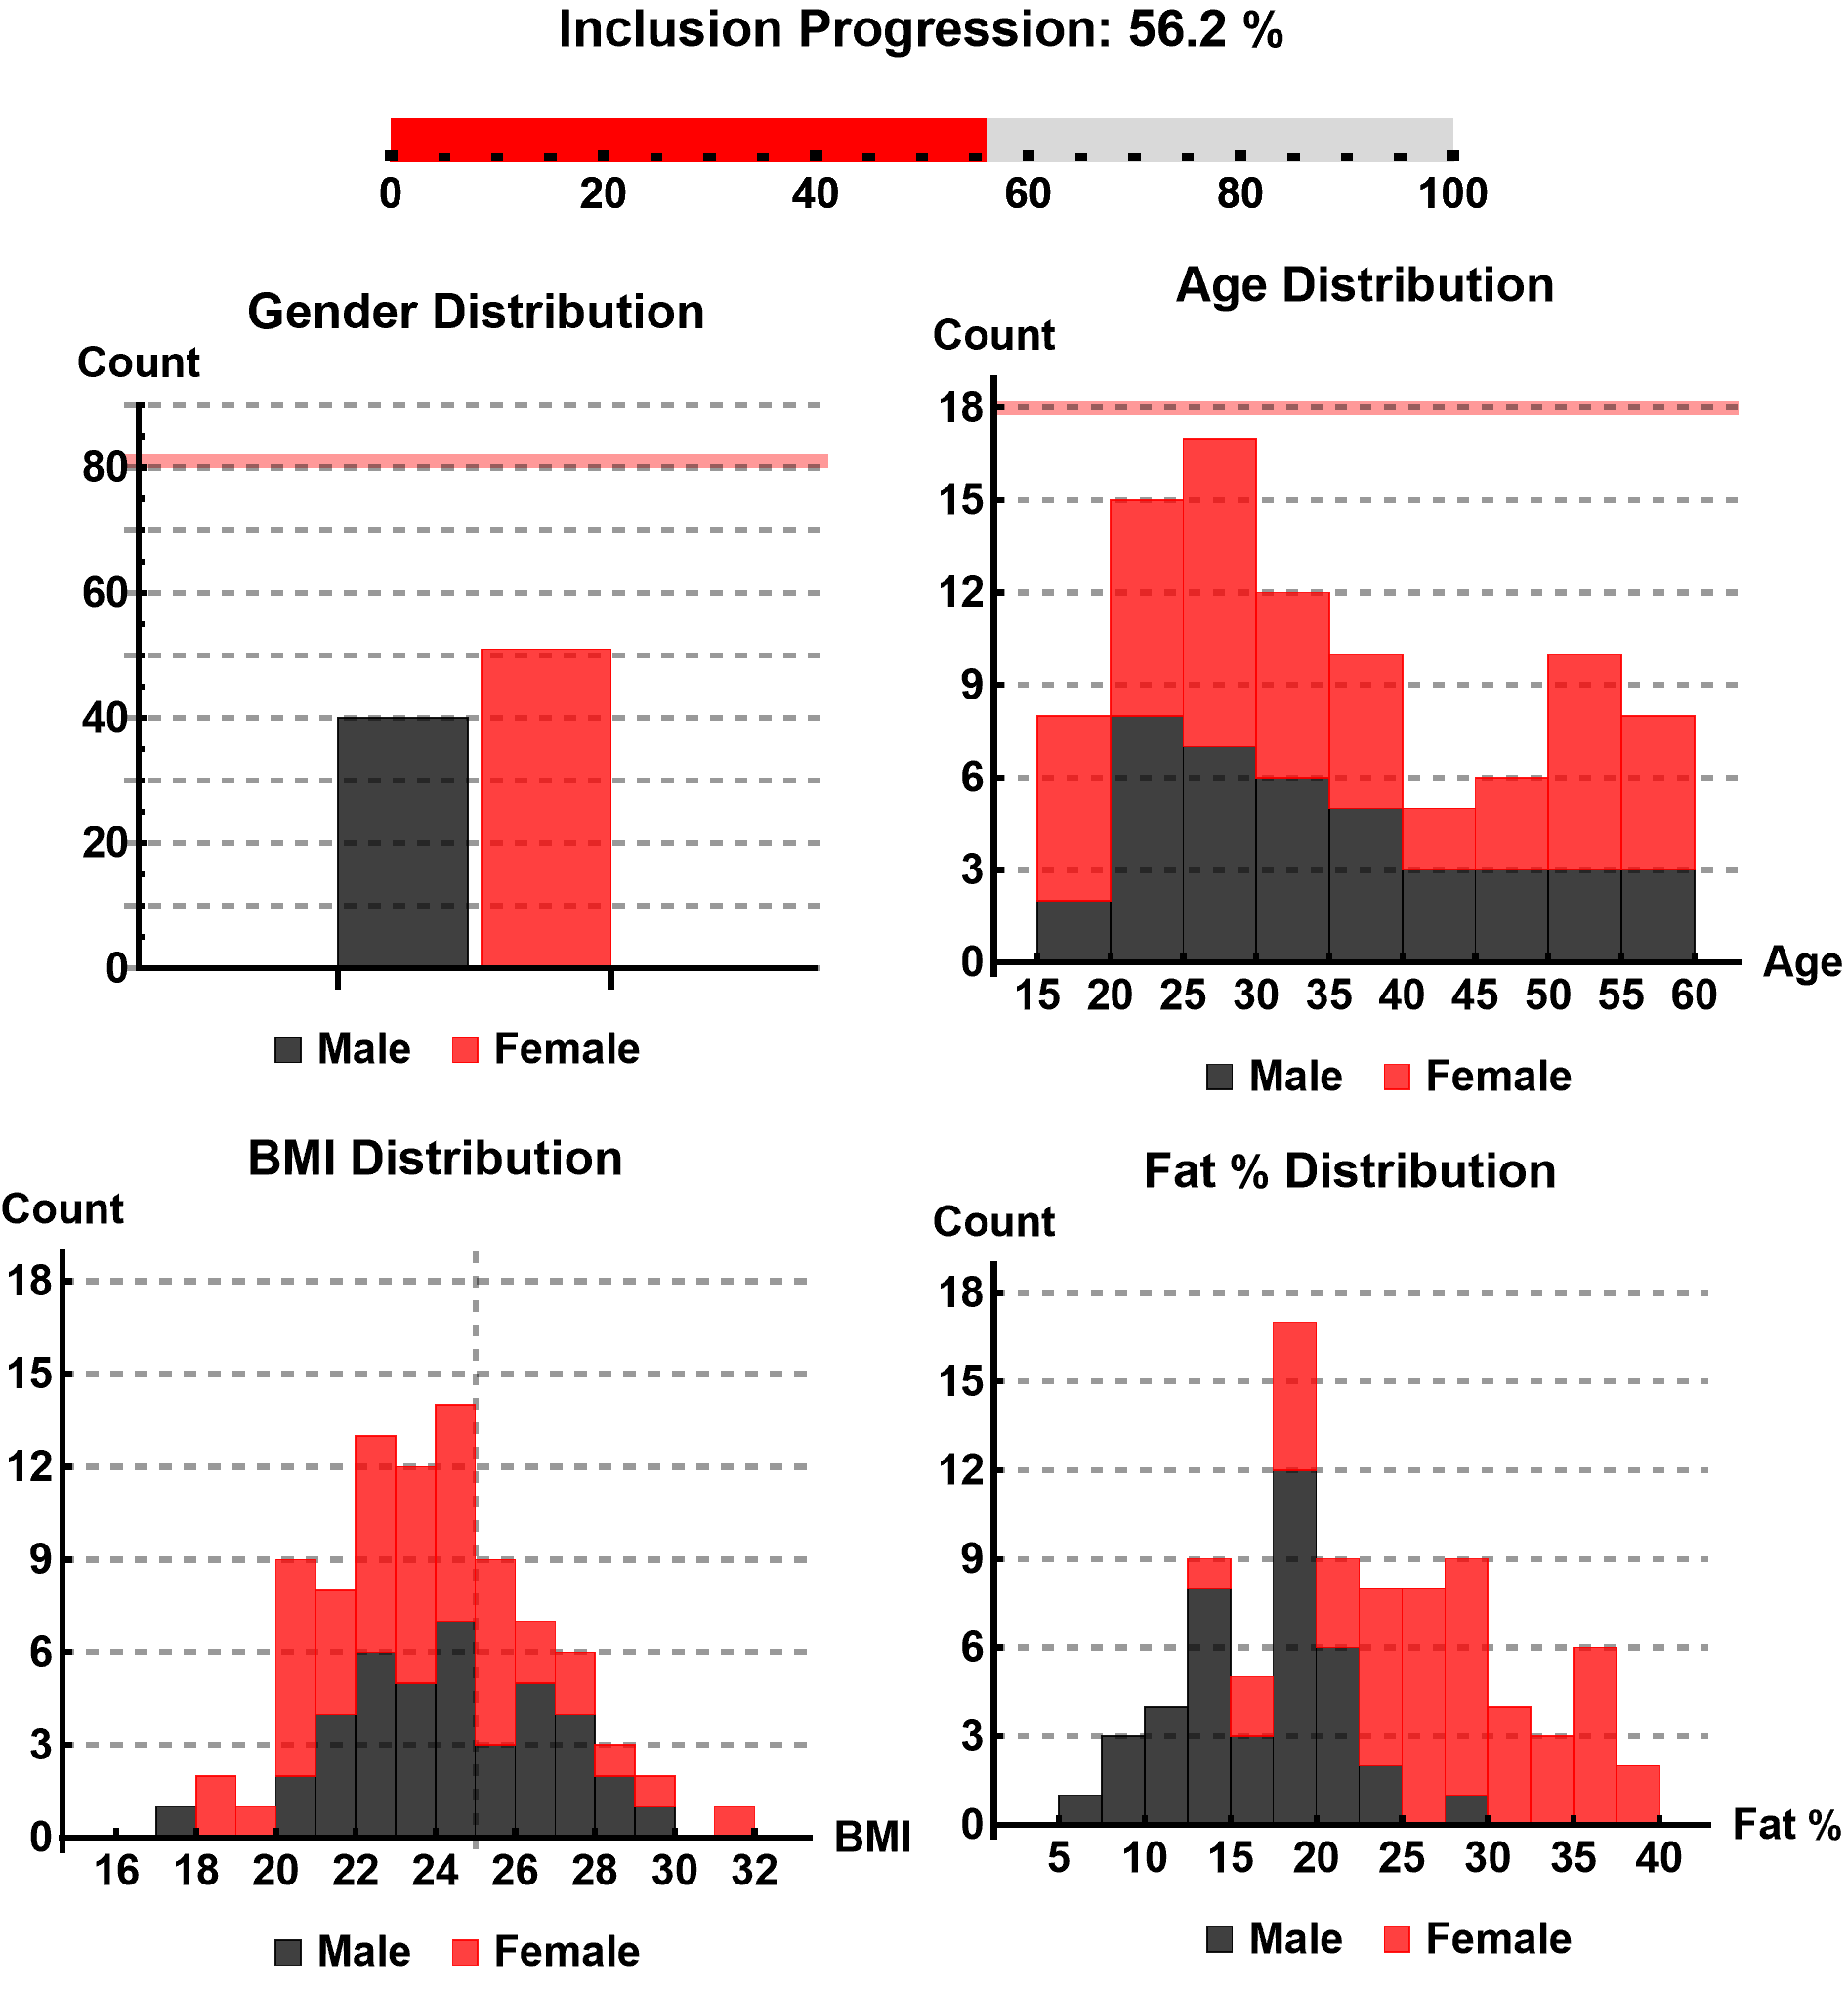 Inclusion Progression: 56.2 %
0 20 40 60 80 100
Gender Distribution
Count
80
60
40
20
0
Male Female
Age Distribution
Count
18
15
12
9
6
3
0
15 20 25 30 35 40 45 50 55 60
Age
Male Female
BMI Distribution
Count
18
15
12
9
6
3
0
16 18 20 22 24 26 28 30 32
BMI
Male Female
Fat % Distribution
Count
18
15
12
9
6
3
0
5 10 15 20 25 30 35 40
Fat %
Male Female